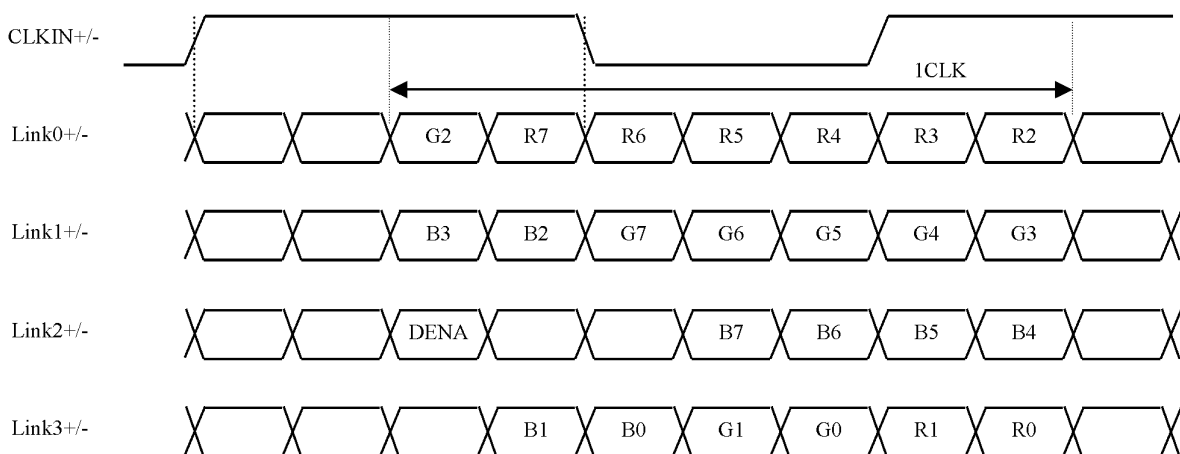 CLKIN+/-
1CLK
Link0+/- G2 R7 R6 R5 R4 R3 R2
Link1+/- B3 B2 G7 G6 G5 G4 G3
Link2+/- DENA B7 B6 B5 B4
Link3+/- B1 B0 G1 G0 R1 R0